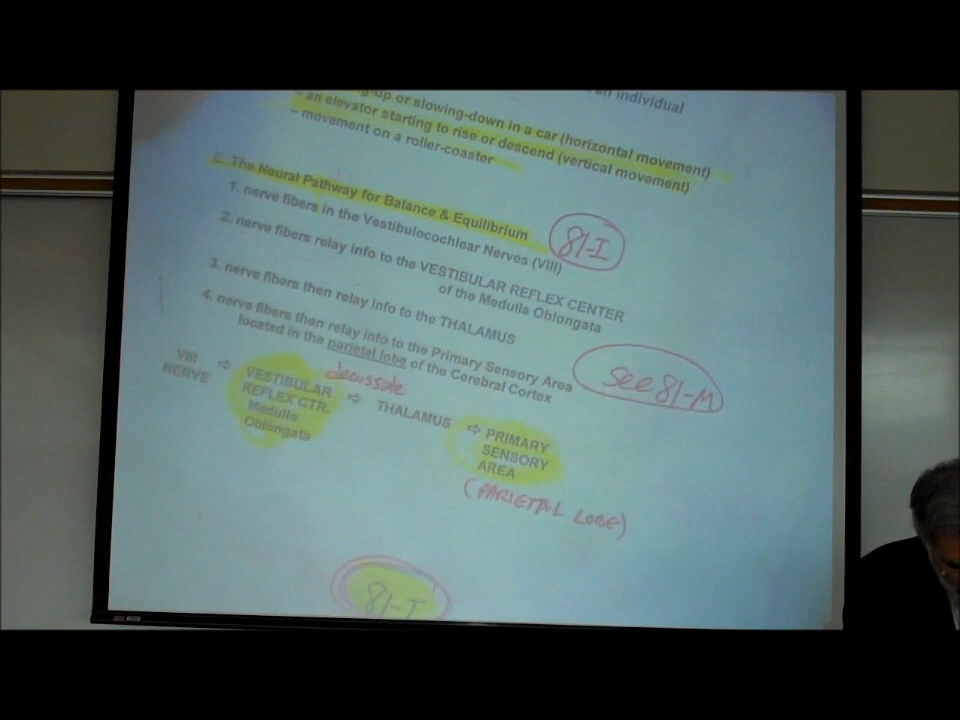 an individual
-up or slowing-down in a car (horizontal movement)
– an elevator starting to rise or descend (vertical movement)
– movement on a roller-coaster
E. The Neural Pathway for Balance & Equilibrium
1. nerve fibers in the Vestibulocochlear Nerves (VIII)
81-I
2. nerve fibers relay info to the VESTIBULAR REFLEX CENTER
of the Medulla Oblongata
3. nerve fibers then relay info to the THALAMUS
4. nerve fibers then relay info to the Primary Sensory Area
located in the parietal lobe of the Cerebral Cortex
See 81-M
decussate
VIII
NERVE
⇨ VESTIBULAR
REFLEX CTR.
Medulla
Oblongata
⇨ THALAMUS
⇨ PRIMARY
SENSORY
AREA
(PARIETAL LOBE)
81-I